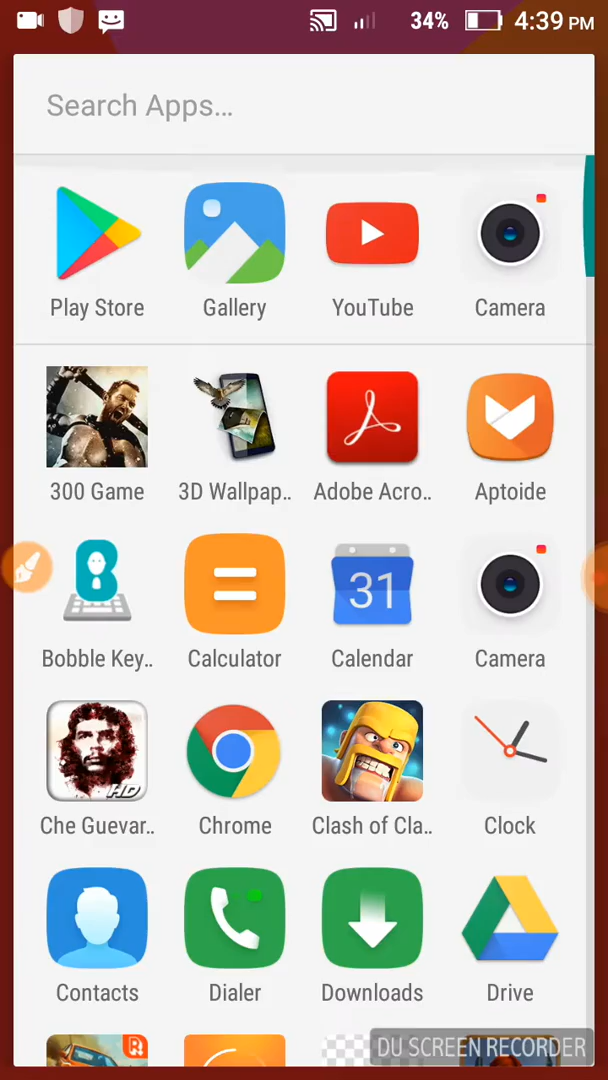 34% 4:39 PM
Search Apps...
Play Store Gallery YouTube Camera
300 Game 3D Wallpap.. Adobe Acro.. Aptoide
31
Bobble Key.. Calculator Calendar Camera
HD
Che Guevar.. Chrome Clash of Cla.. Clock
Contacts Dialer Downloads Drive
DU SCREEN RECORDER